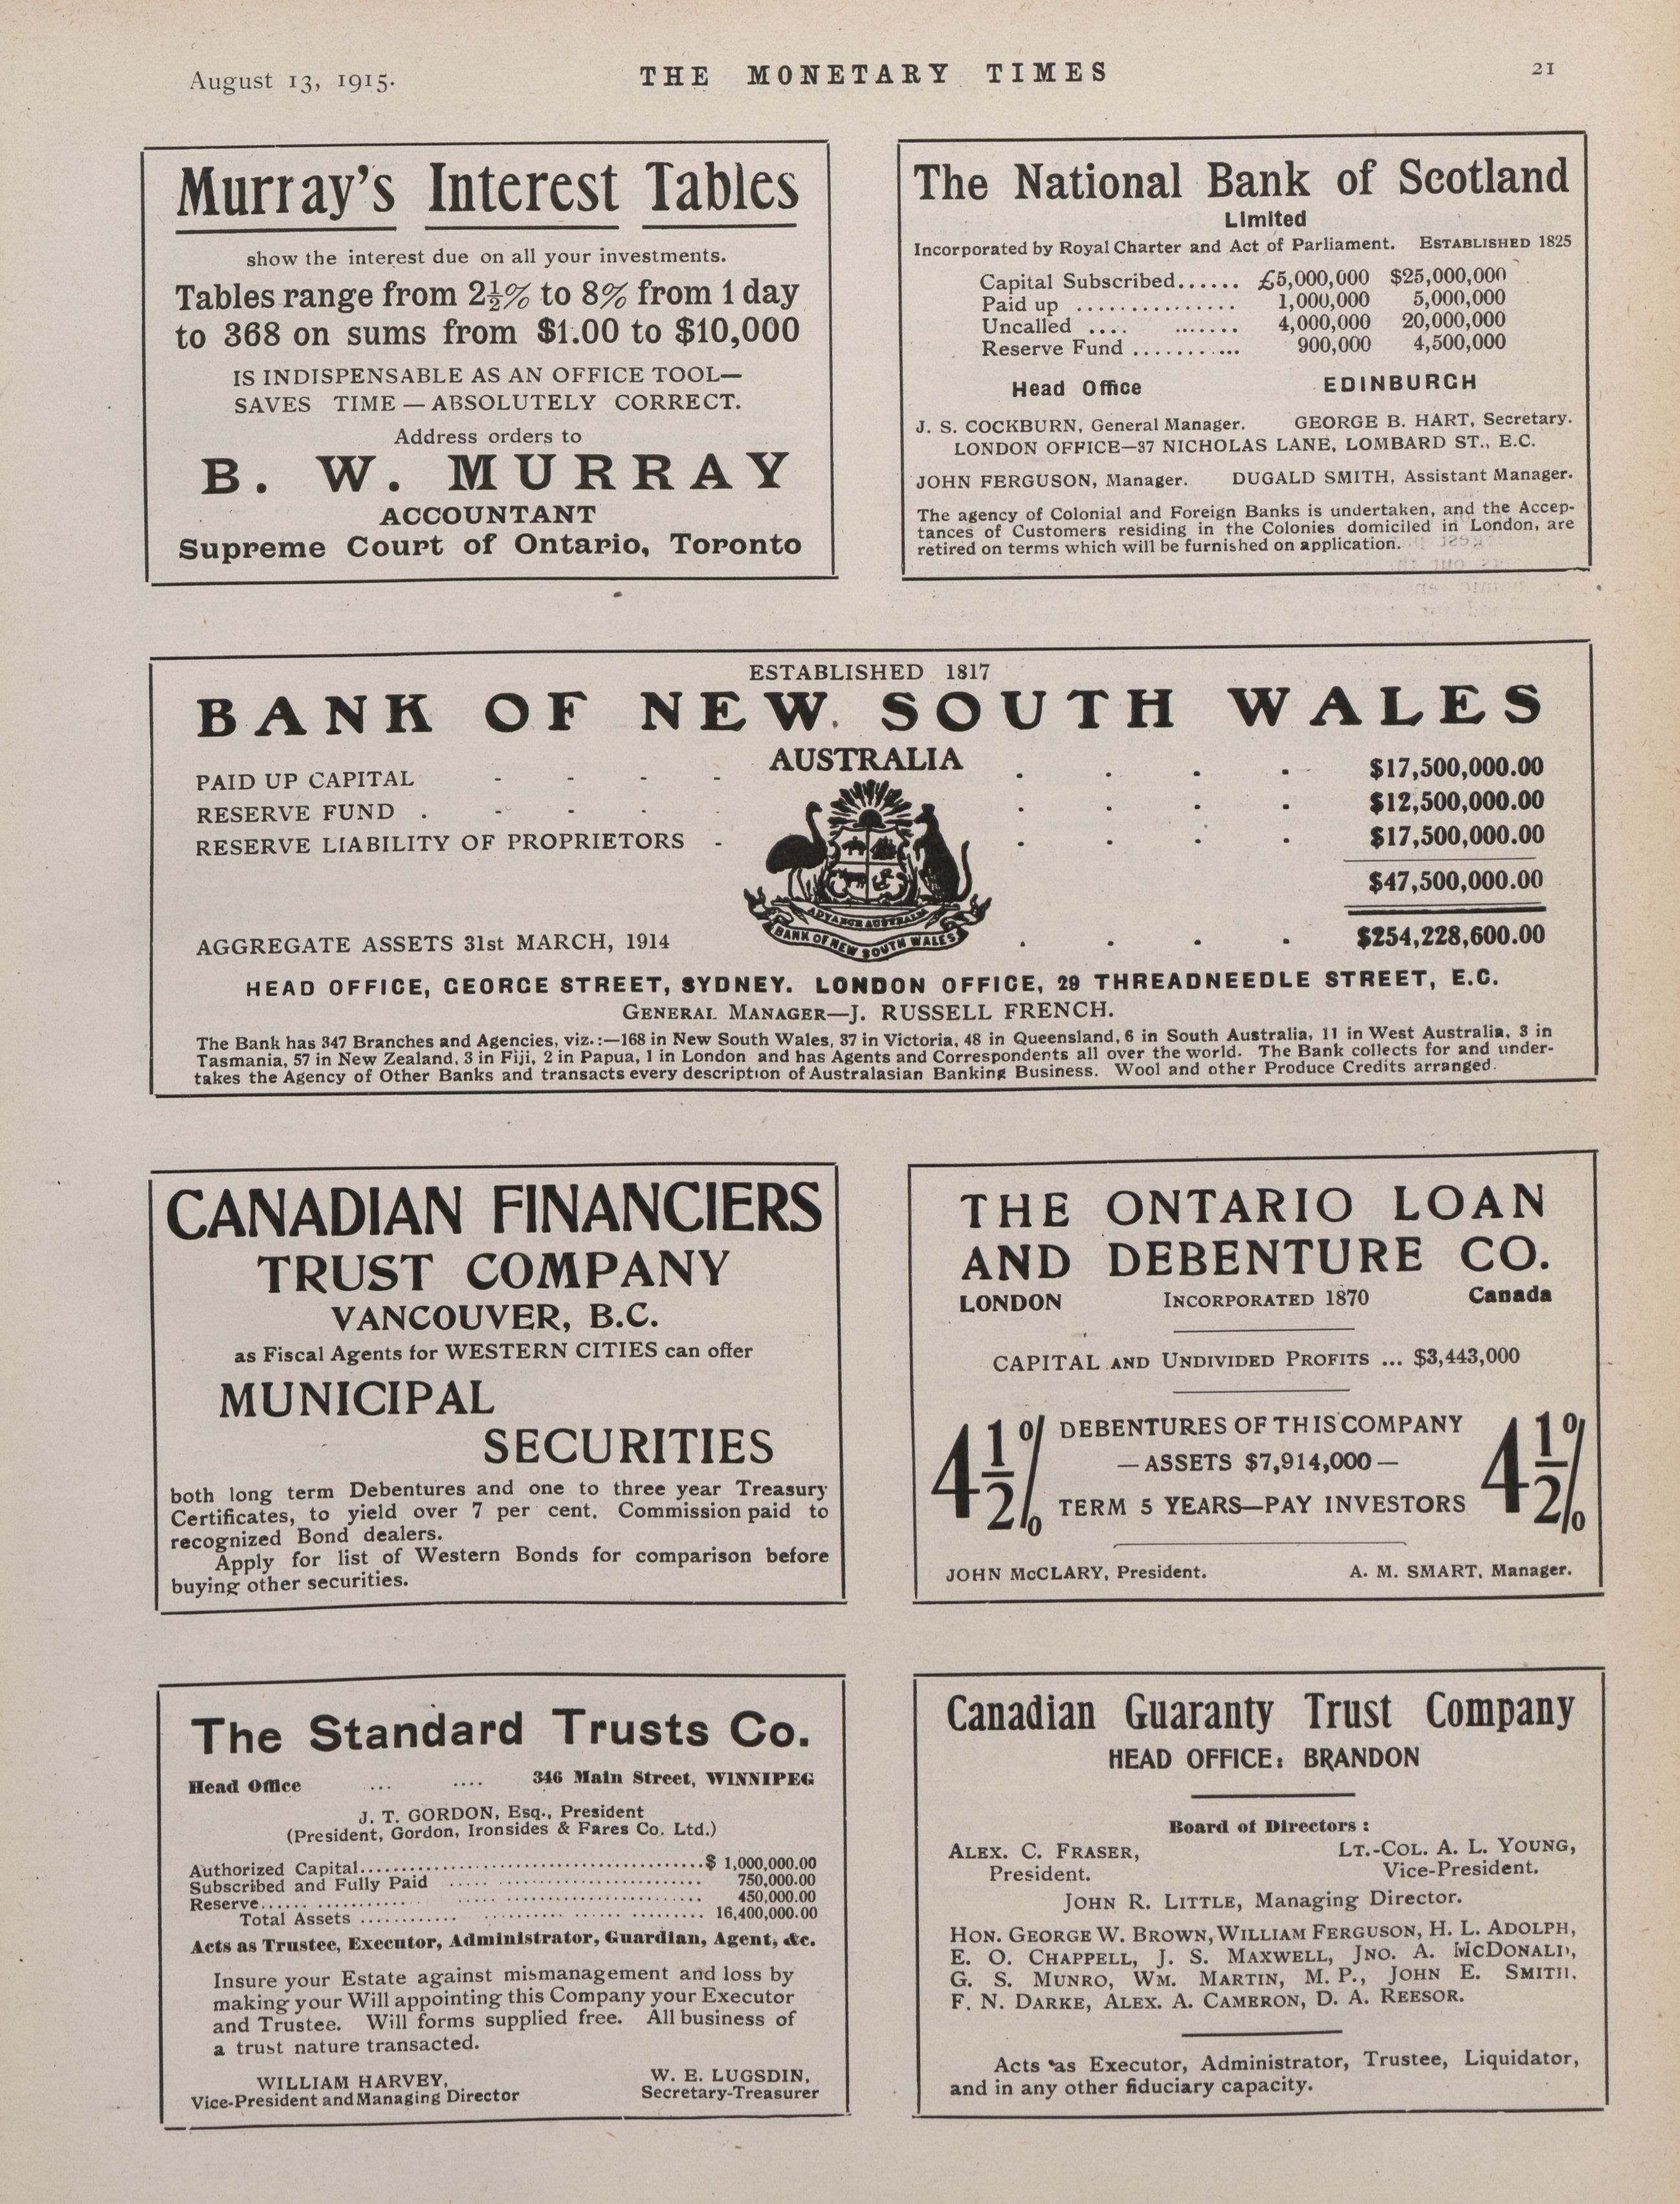 August 13, 1915.
THE MONETARY TIMES
21
Murray's Interest Tables
show the interest due on all your investments.
Tables range from 2½% to 8% from 1 day
to 368 on sums from $1.00 to $10,000
IS INDISPENSABLE AS AN OFFICE TOOL—
SAVES TIME — ABSOLUTELY CORRECT.
Address orders to
B. W. MURRAY
ACCOUNTANT
Supreme Court of Ontario, Toronto
The National Bank of Scotland
Limited
Incorporated by Royal Charter and Act of Parliament. ESTABLISHED 1825
Capital Subscribed...... £5,000,000 $25,000,000
Paid up ............... 1,000,000 5,000,000
Uncalled .... ....... 4,000,000 20,000,000
Reserve Fund ........... 900,000 4,500,000
Head Office EDINBURGH
J. S. COCKBURN, General Manager. GEORGE B. HART, Secretary.
LONDON OFFICE—37 NICHOLAS LANE, LOMBARD ST., E.C.
JOHN FERGUSON, Manager. DUGALD SMITH, Assistant Manager.
The agency of Colonial and Foreign Banks is undertaken, and the Accep-
tances of Customers residing in the Colonies domiciled in London, are
retired on terms which will be furnished on application.
ESTABLISHED 1817
BANK OF NEW SOUTH WALES
AUSTRALIA
PAID UP CAPITAL - - - - . . . . $17,500,000.00
RESERVE FUND . - - . . . . . $12,500,000.00
RESERVE LIABILITY OF PROPRIETORS - . . . . $17,500,000.00
$47,500,000.00
ADVANCE AUSTRALIA
BANK OF NEW SOUTH WALES
AGGREGATE ASSETS 31st MARCH, 1914 . . . . $254,228,600.00
HEAD OFFICE, GEORGE STREET, SYDNEY. LONDON OFFICE, 29 THREADNEEDLE STREET, E.C.
GENERAL MANAGER—J. RUSSELL FRENCH.
The Bank has 347 Branches and Agencies, viz.:—168 in New South Wales, 37 in Victoria, 48 in Queensland, 6 in South Australia, 11 in West Australia, 3 in
Tasmania, 57 in New Zealand, 3 in Fiji, 2 in Papua, 1 in London and has Agents and Correspondents all over the world. The Bank collects for and under-
takes the Agency of Other Banks and transacts every description of Australasian Banking Business. Wool and other Produce Credits arranged.
CANADIAN FINANCIERS
TRUST COMPANY
VANCOUVER, B.C.
as Fiscal Agents for WESTERN CITIES can offer
MUNICIPAL
SECURITIES
both long term Debentures and one to three year Treasury
Certificates, to yield over 7 per cent. Commission paid to
recognized Bond dealers.
Apply for list of Western Bonds for comparison before
buying other securities.
THE ONTARIO LOAN
AND DEBENTURE CO.
LONDON INCORPORATED 1870 Canada
CAPITAL AND UNDIVIDED PROFITS ... $3,443,000
4½% DEBENTURES OF THIS COMPANY 4½%
— ASSETS $7,914,000 —
TERM 5 YEARS—PAY INVESTORS
JOHN McCLARY, President. A. M. SMART, Manager.
The Standard Trusts Co.
Head Office ... .... 346 Main Street, WINNIPEG
J. T. GORDON, Esq., President
(President, Gordon, Ironsides & Fares Co. Ltd.)
Authorized Capital..............................$ 1,000,000.00
Subscribed and Fully Paid ..... .................... 750,000.00
Reserve...... ........... .................... 450,000.00
Total Assets ............ .................... 16,400,000.00
Acts as Trustee, Executor, Administrator, Guardian, Agent, &c.
Insure your Estate against mismanagement and loss by
making your Will appointing this Company your Executor
and Trustee. Will forms supplied free. All business of
a trust nature transacted.
WILLIAM HARVEY, W. E. LUGSDIN,
Vice-President and Managing Director Secretary-Treasurer
Canadian Guaranty Trust Company
HEAD OFFICE: BRANDON
Board of Directors :
ALEX. C. FRASER, LT.-COL. A. L. YOUNG,
President. Vice-President.
JOHN R. LITTLE, Managing Director.
HON. GEORGE W. BROWN, WILLIAM FERGUSON, H. L. ADOLPH,
E. O. CHAPPELL, J. S. MAXWELL, JNO. A. McDONALD,
G. S. MUNRO, WM. MARTIN, M. P., JOHN E. SMITH.
F. N. DARKE, ALEX. A. CAMERON, D. A. REESOR.
Acts as Executor, Administrator, Trustee, Liquidator,
and in any other fiduciary capacity.